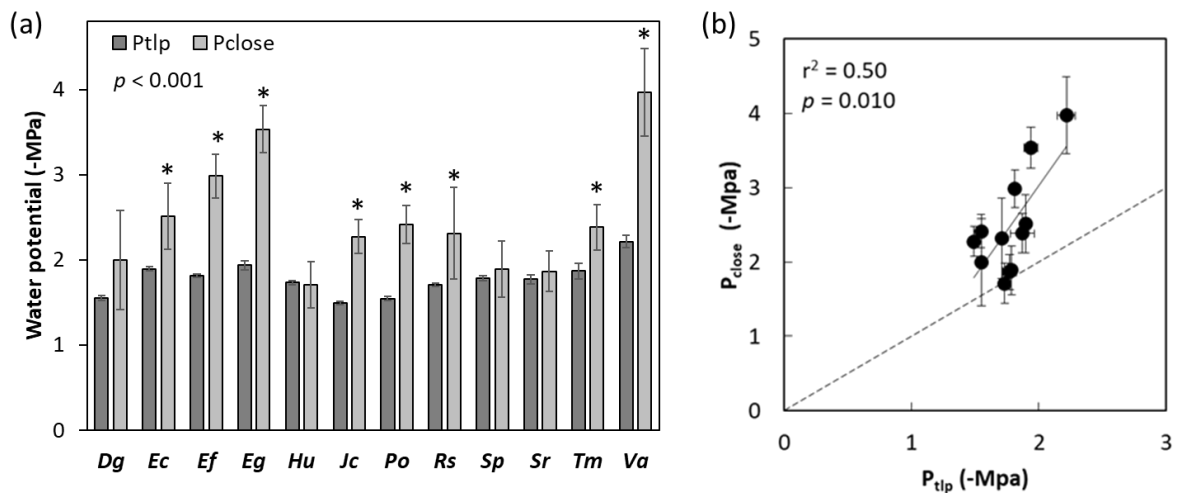 (a)
Water potential (-MPa)
Ptlp Pclose
p < 0.001
4
3
2
1
0
* * * * * * * *
Dg Ec Ef Eg Hu Jc Po Rs Sp Sr Tm Va
(b)
r² = 0.50
p = 0.010
Pclose (-Mpa)
5
4
3
2
1
0
0 1 2 3
Ptlp (-Mpa)